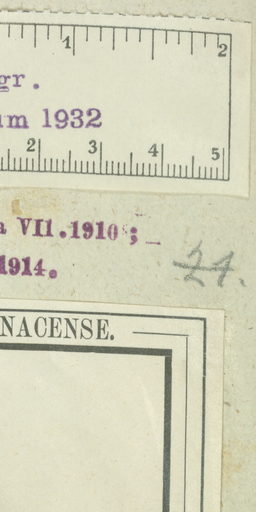 1 2
gr.
um 1932
2 3 4 5
a VII.1910;
1914.
21.
NACENSE.